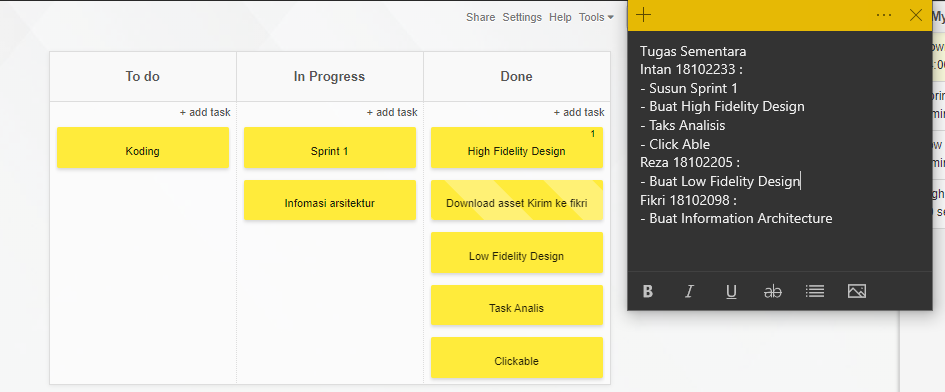 Share Settings Help Tools
To do
+ add task
Koding
In Progress
+ add task
Sprint 1
Infomasi arsitektur
Done
+ add task
1
High Fidelity Design
Download asset Kirim ke fikri
Low Fidelity Design
Task Analis
Clickable
Tugas Sementara
Intan 18102233 :
- Susun Sprint 1
- Buat High Fidelity Design
- Taks Analisis
- Click Able
Reza 18102205 :
- Buat Low Fidelity Design
Fikri 18102098 :
- Buat Information Architecture
B I U ab
My